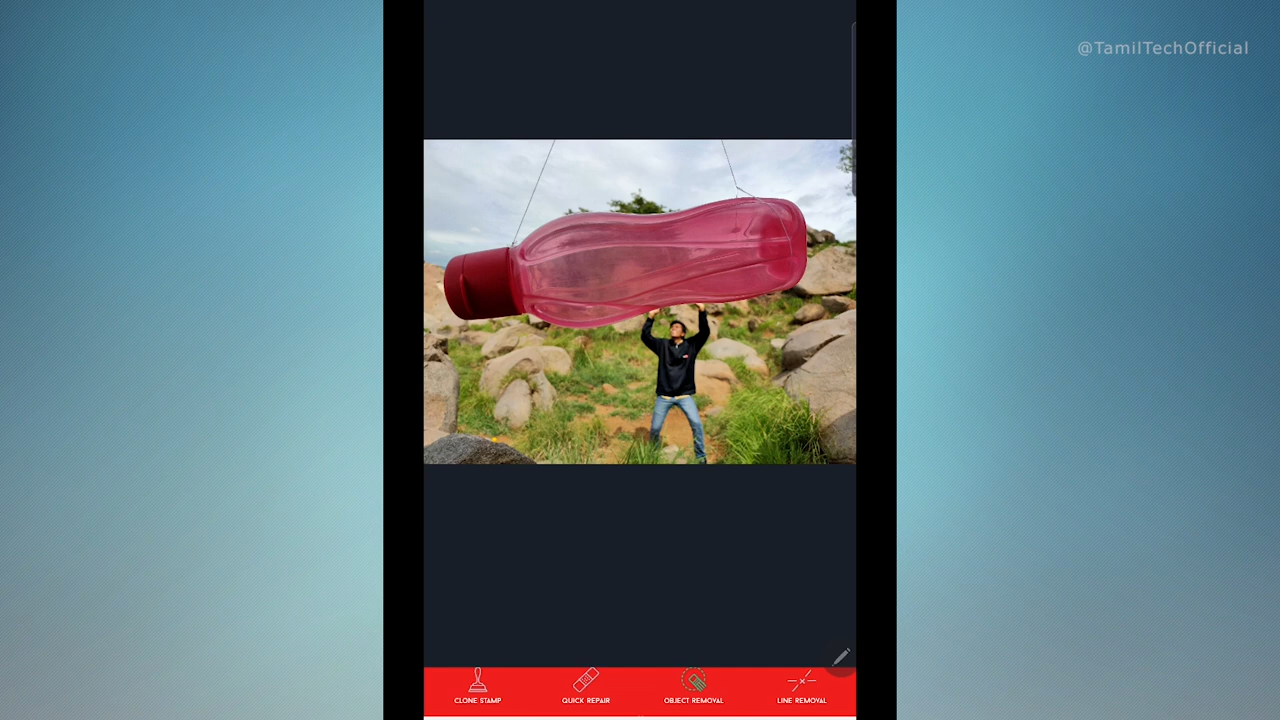 @TamilTechOfficial
CLONE STAMP
QUICK REPAIR
OBJECT REMOVAL
LINE REMOVAL